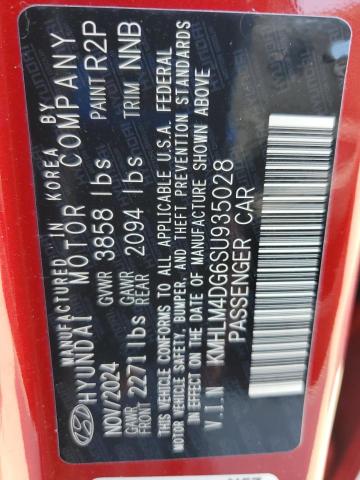 MANUFACTURED IN KOREA BY
HYUNDAI MOTOR COMPANY
NOV/2024 GVWR 3858 lbs PAINT R2P
GAWR FRONT 2271 lbs GAWR REAR 2094 lbs TRIM NNB
THIS VEHICLE CONFORMS TO ALL APPLICABLE U.S.A. FEDERAL
MOTOR VEHICLE SAFETY, BUMPER, AND THEFT PREVENTION STANDARDS
IN EFFECT ON THE DATE OF MANUFACTURE SHOWN ABOVE
V.I.N KMHLM4DG6SU935028
PASSENGER CAR